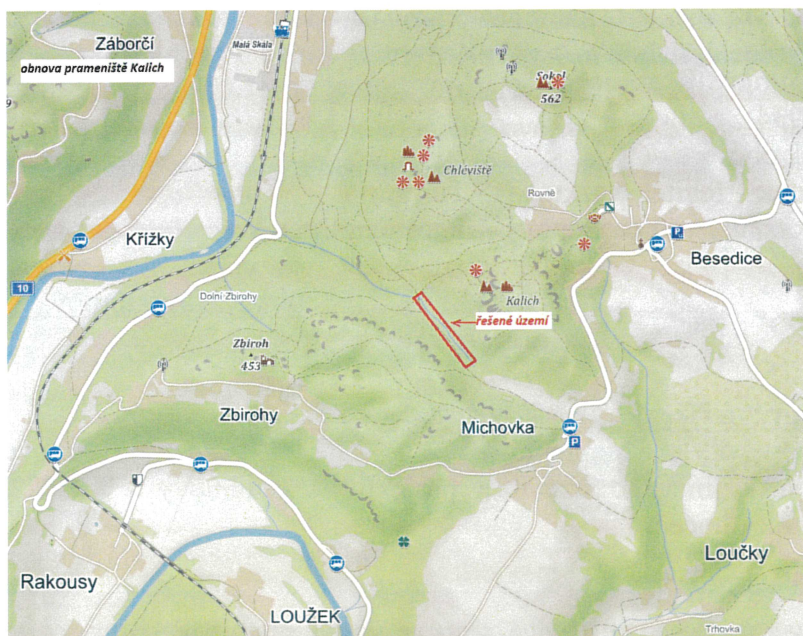 Záborčí
Malá Skála
obnova prameniště Kalich
Sokol
562
Chléviště
Rovně
Křížky
Besedice
10
Dolní Zbirohy
Kalich
řešené území
Zbiroh
453
Zbirohy
Michovka
P
P
Rakousy
Loučky
LOUŽEK
Trhovka